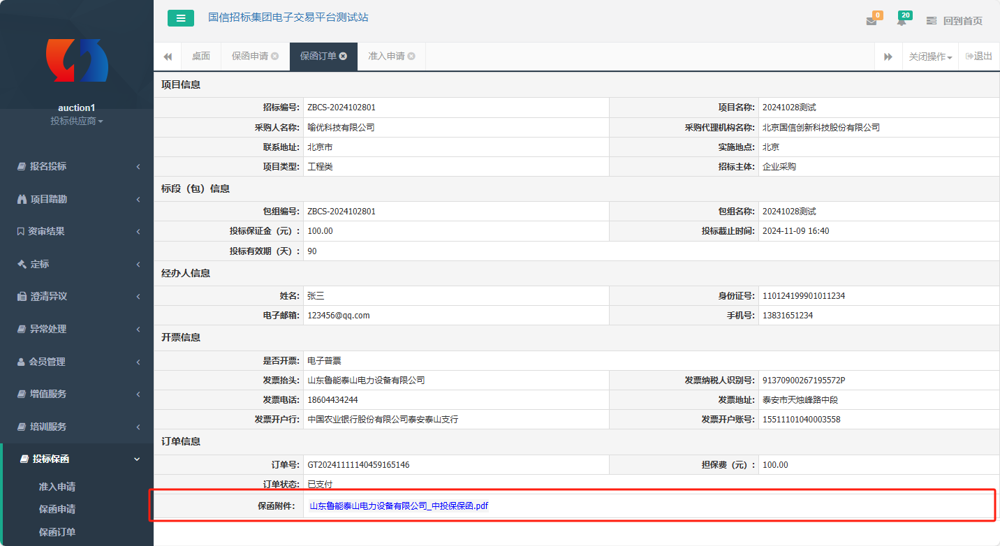 国信招标集团电子交易平台测试站
0
20
回到首页
桌面 保函申请 保函订单 准入申请 关闭操作 退出
auction1
投标供应商
报名投标
项目踏勘
资审结果
定标
澄清异议
异常处理
会员管理
增值服务
培训服务
投标保函
准入申请
保函申请
保函订单
项目信息
招标编号: ZBCS-2024102801 项目名称: 20241028测试
采购人名称: 喻优科技有限公司 采购代理机构名称: 北京国信创新科技股份有限公司
联系地址: 北京市 实施地点: 北京
项目类型: 工程类 招标主体: 企业采购
标段（包）信息
包组编号: ZBCS-2024102801 包组名称: 20241028测试
投标保证金（元）: 100.00 投标截止时间: 2024-11-09 16:40
投标有效期（天）: 90
经办人信息
姓名: 张三 身份证号: 110124199901011234
电子邮箱: 123456@qq.com 手机号: 13831651234
开票信息
是否开票: 电子普票
发票抬头: 山东鲁能泰山电力设备有限公司 发票纳税人识别号: 91370900267195572P
发票电话: 18604434244 发票地址: 泰安市天烛峰路中段
发票开户行: 中国农业银行股份有限公司泰安泰山支行 发票开户账号: 15511101040003558
订单信息
订单号: GT20241111140459165146 担保费（元）: 100.00
订单状态: 已支付
保函附件: 山东鲁能泰山电力设备有限公司_中投保保函.pdf